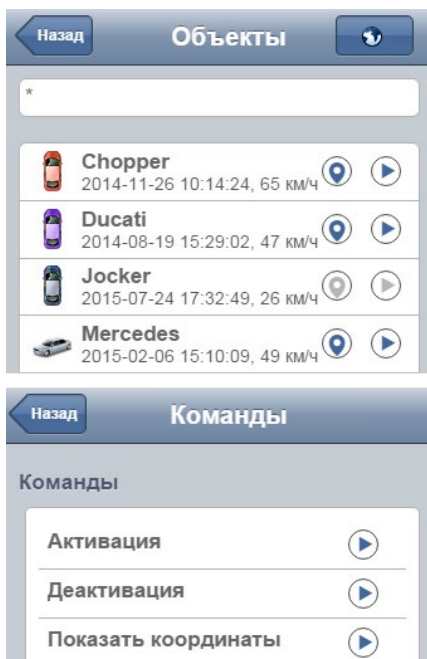 Назад
Объекты
*
Chopper
2014-11-26 10:14:24, 65 км/ч
Ducati
2014-08-19 15:29:02, 47 км/ч
Jocker
2015-07-24 17:32:49, 26 км/ч
Mercedes
2015-02-06 15:10:09, 49 км/ч
Назад
Команды
Команды
Активация
Деактивация
Показать координаты